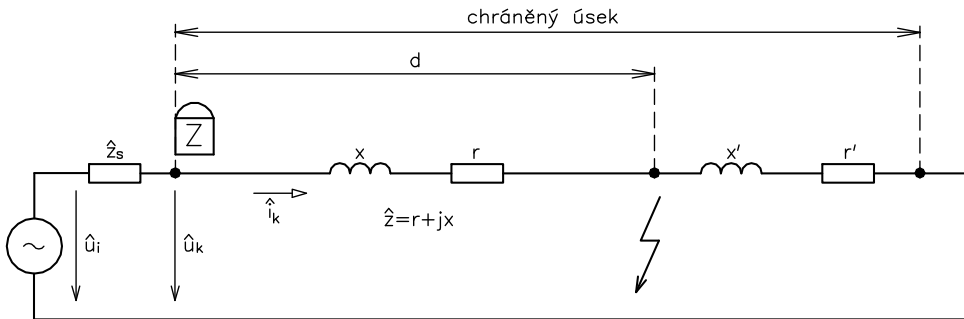 chráněný úsek
d
Z
ẑs
x
r
x'
r'
îk
ẑ=r+jx
ûi
ûk